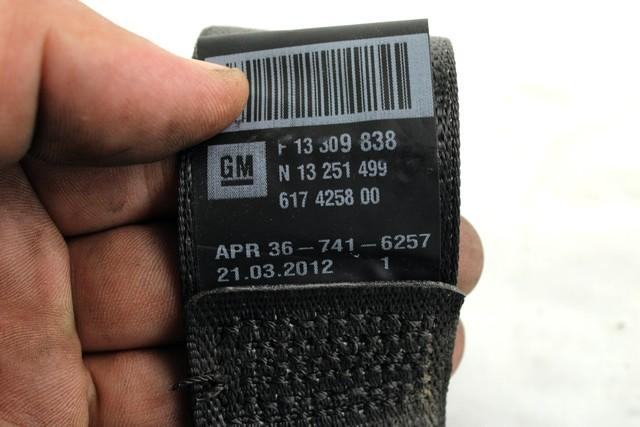 GM
F 13 309 838
N 13 251 499
617 4258 00
APR 36-741-6257
21.03.2012 1